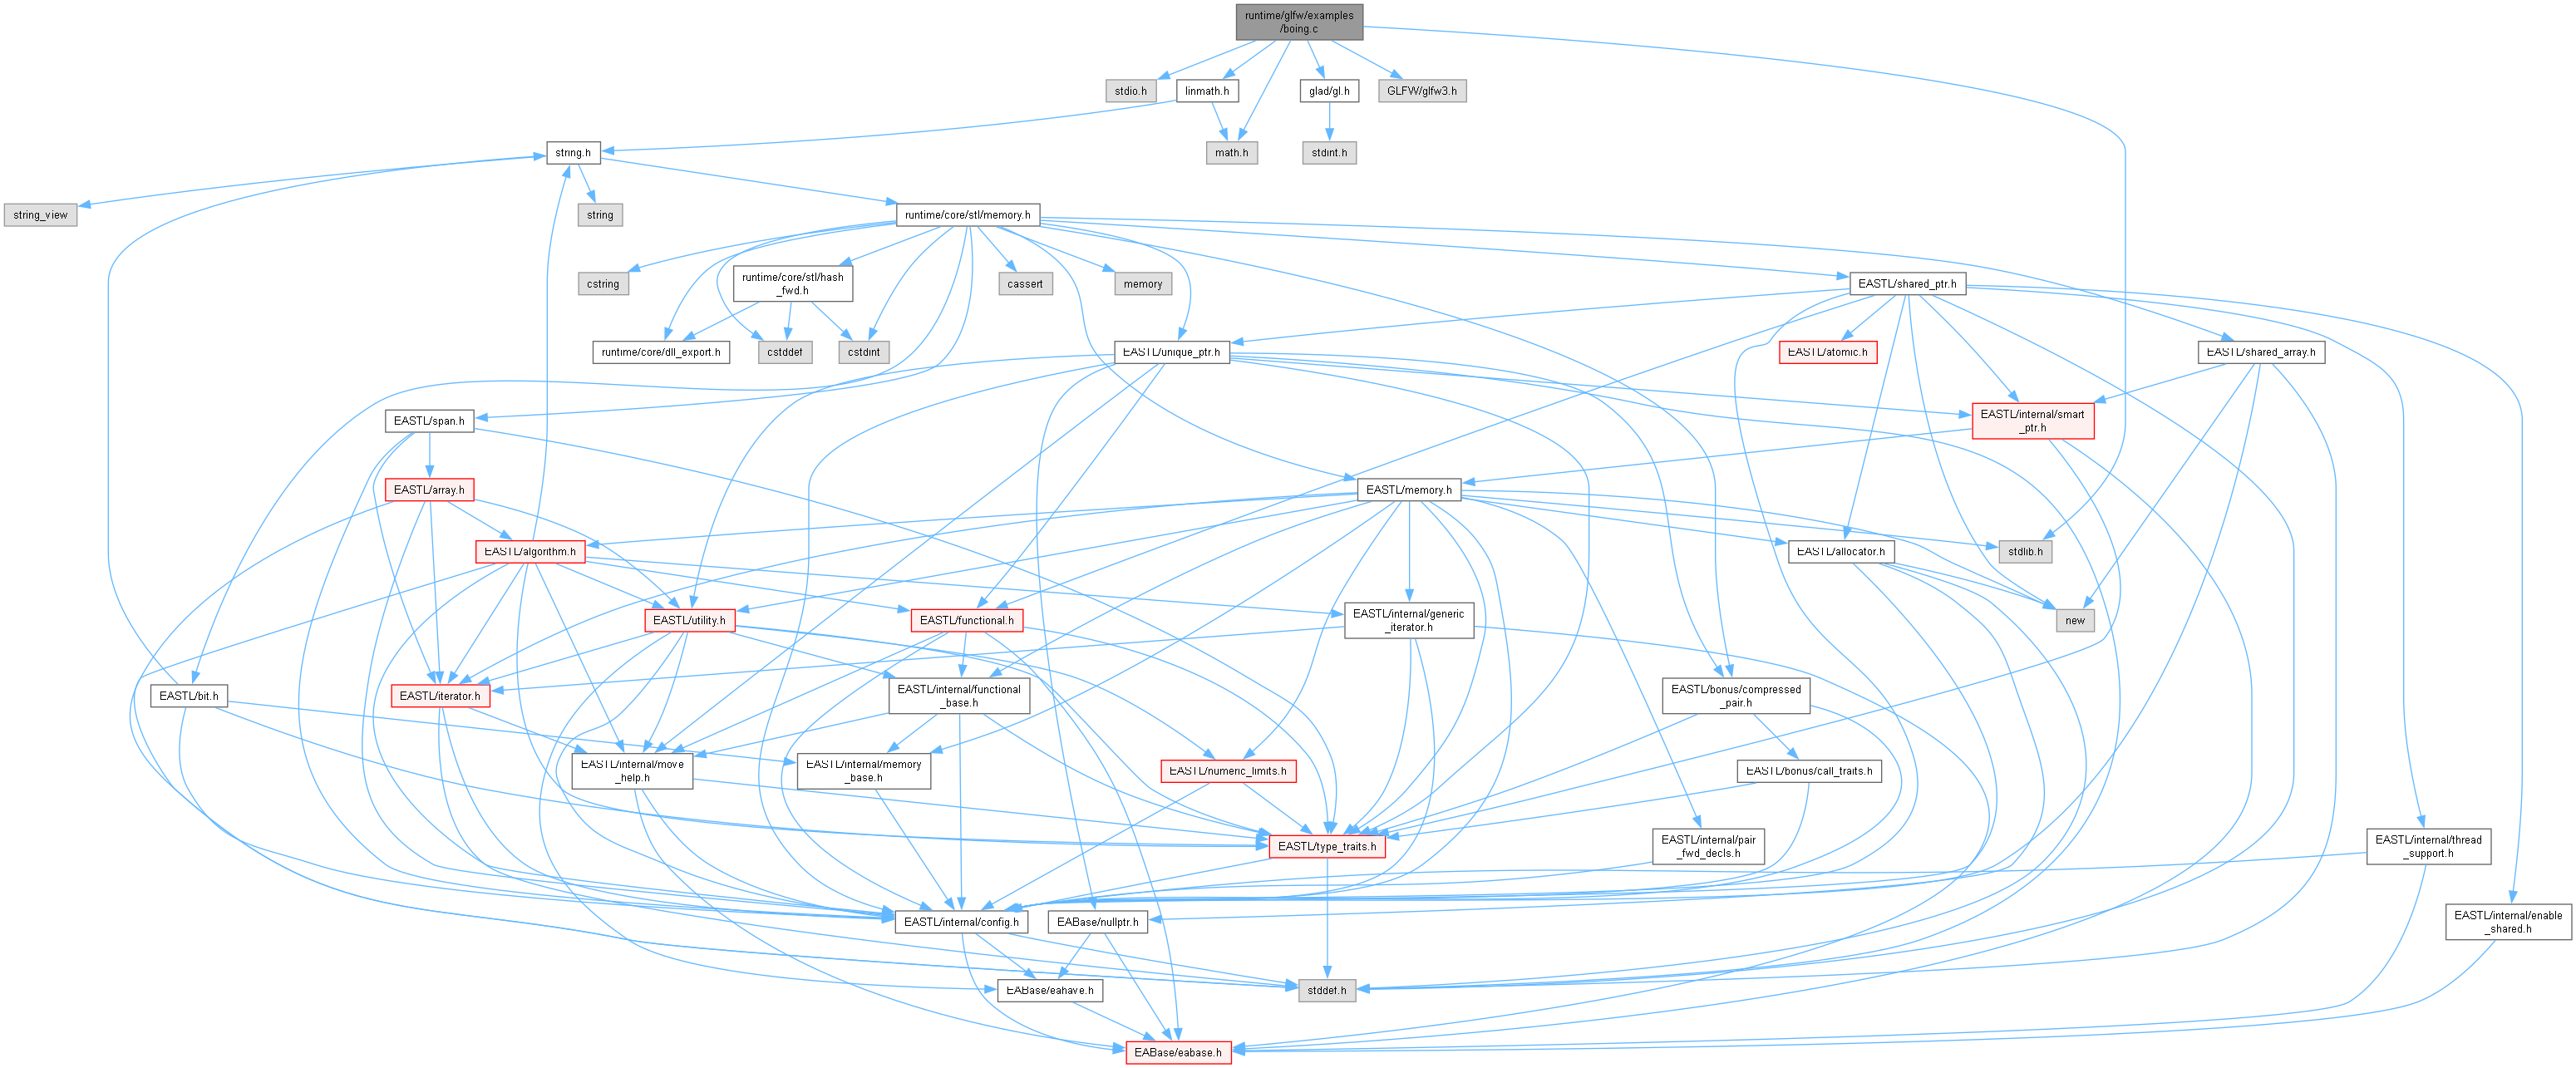 runtime/glfw/examples
/boing.c
stdio.h
linmath.h
glad/gl.h
GLFW/glfw3.h
string.h
math.h
stdint.h
string_view
string
runtime/core/stl/memory.h
cstring
runtime/core/stl/hash
_fwd.h
cassert
memory
EASTL/shared_ptr.h
runtime/core/dll_export.h
cstddef
cstdint
EASTL/unique_ptr.h
EASTL/atomic.h
EASTL/shared_array.h
EASTL/span.h
EASTL/internal/smart
_ptr.h
EASTL/array.h
EASTL/memory.h
EASTL/algorithm.h
EASTL/allocator.h
stdlib.h
EASTL/utility.h
EASTL/functional.h
EASTL/internal/generic
_iterator.h
new
EASTL/bit.h
EASTL/iterator.h
EASTL/internal/functional
_base.h
EASTL/bonus/compressed
_pair.h
EASTL/internal/move
_help.h
EASTL/internal/memory
_base.h
EASTL/numeric_limits.h
EASTL/bonus/call_traits.h
EASTL/type_traits.h
EASTL/internal/pair
_fwd_decls.h
EASTL/internal/thread
_support.h
EASTL/internal/config.h
EABase/nullptr.h
EASTL/internal/enable
_shared.h
EABase/eahave.h
stddef.h
EABase/eabase.h